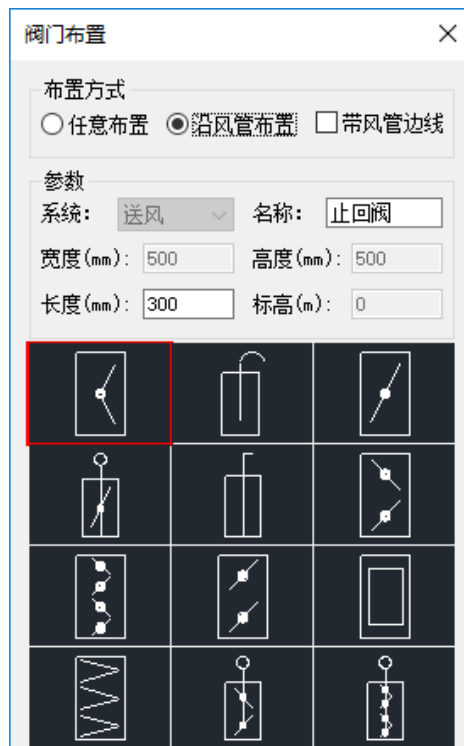 阀门布置
布置方式
任意布置 沿风管布置 带风管边线
参数
系统: 送风 名称: 止回阀
宽度(mm): 500 高度(mm): 500
长度(mm): 300 标高(m): 0